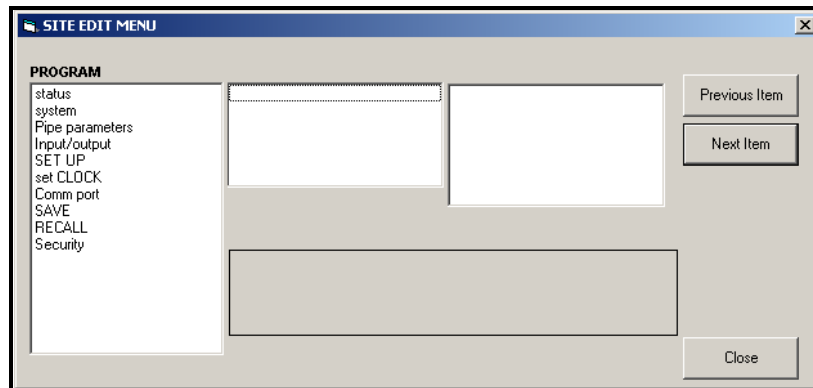 SITE EDIT MENU
PROGRAM
status
system
Pipe parameters
Input/output
SET UP
set CLOCK
Comm port
SAVE
RECALL
Security
Previous Item
Next Item
Close